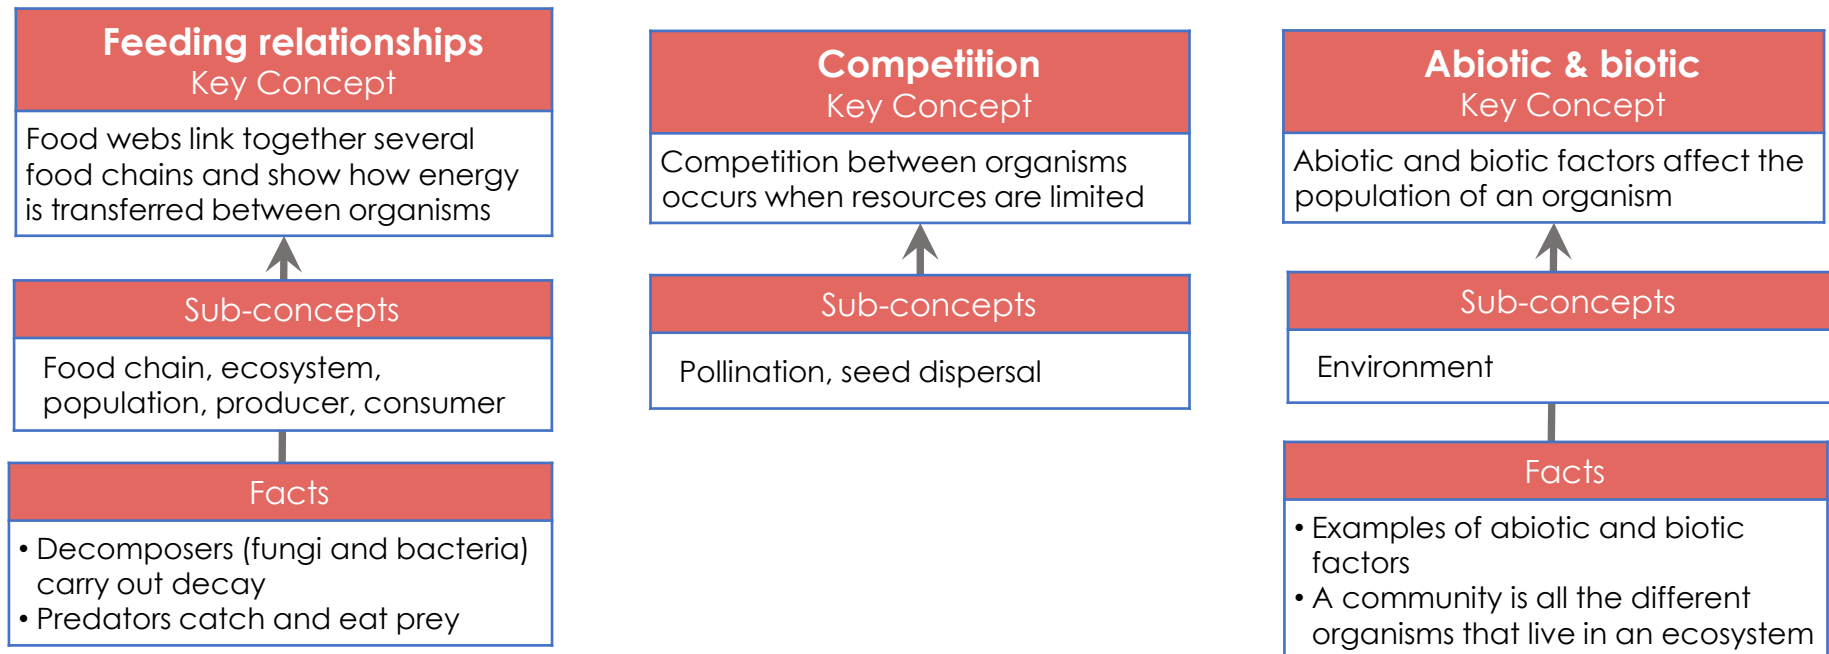 Feeding relationships
Key Concept
Food webs link together several
food chains and show how energy
is transferred between organisms
Sub-concepts
Food chain, ecosystem,
population, producer, consumer
Facts
• Decomposers (fungi and bacteria)
carry out decay
• Predators catch and eat prey
Competition
Key Concept
Competition between organisms
occurs when resources are limited
Sub-concepts
Pollination, seed dispersal
Abiotic & biotic
Key Concept
Abiotic and biotic factors affect the
population of an organism
Sub-concepts
Environment
Facts
• Examples of abiotic and biotic
factors
• A community is all the different
organisms that live in an ecosystem